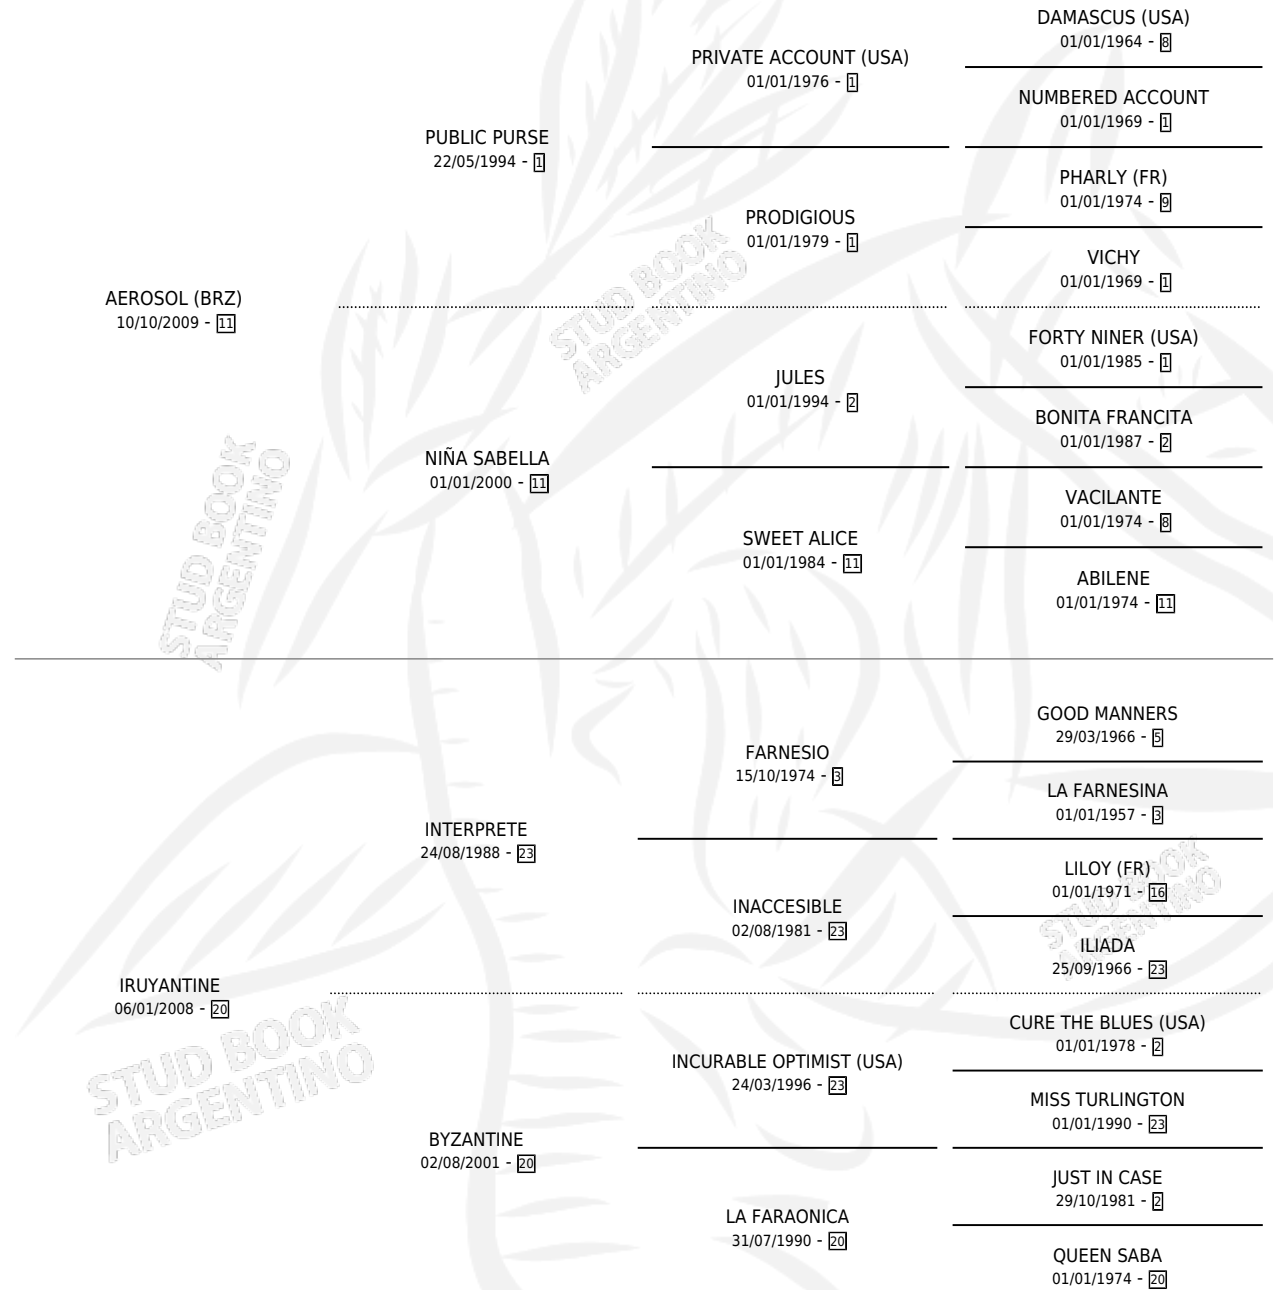 DAMASCUS (USA)
01/01/1964 - 8
PRIVATE ACCOUNT (USA)
01/01/1976 - 1
NUMBERED ACCOUNT
01/01/1969 - 1
PUBLIC PURSE
22/05/1994 - 1
PHARLY (FR)
01/01/1974 - 9
PRODIGIOUS
01/01/1979 - 1
VICHY
01/01/1969 - 1
AEROSOL (BRZ)
10/10/2009 - 11
FORTY NINER (USA)
01/01/1985 - 1
JULES
01/01/1994 - 2
BONITA FRANCITA
01/01/1987 - 2
NIÑA SABELLA
01/01/2000 - 11
VACILANTE
01/01/1974 - 8
SWEET ALICE
01/01/1984 - 11
ABILENE
01/01/1974 - 11
GOOD MANNERS
29/03/1966 - 5
FARNESIO
15/10/1974 - 3
LA FARNESINA
01/01/1957 - 3
INTERPRETE
24/08/1988 - 23
LILOY (FR)
01/01/1971 - 16
INACCESIBLE
02/08/1981 - 23
ILIADA
25/09/1966 - 23
IRUYANTINE
06/01/2008 - 20
CURE THE BLUES (USA)
01/01/1978 - 2
INCURABLE OPTIMIST (USA)
24/03/1996 - 23
MISS TURLINGTON
01/01/1990 - 23
BYZANTINE
02/08/2001 - 20
JUST IN CASE
29/10/1981 - 2
LA FARAONICA
31/07/1990 - 20
QUEEN SABA
01/01/1974 - 20
STUD BOOK
ARGENTINO
STUD BOOK
ARGENTINO
STUD BOOK
ARGENTINO
STUD BOOK
ARGENTINO